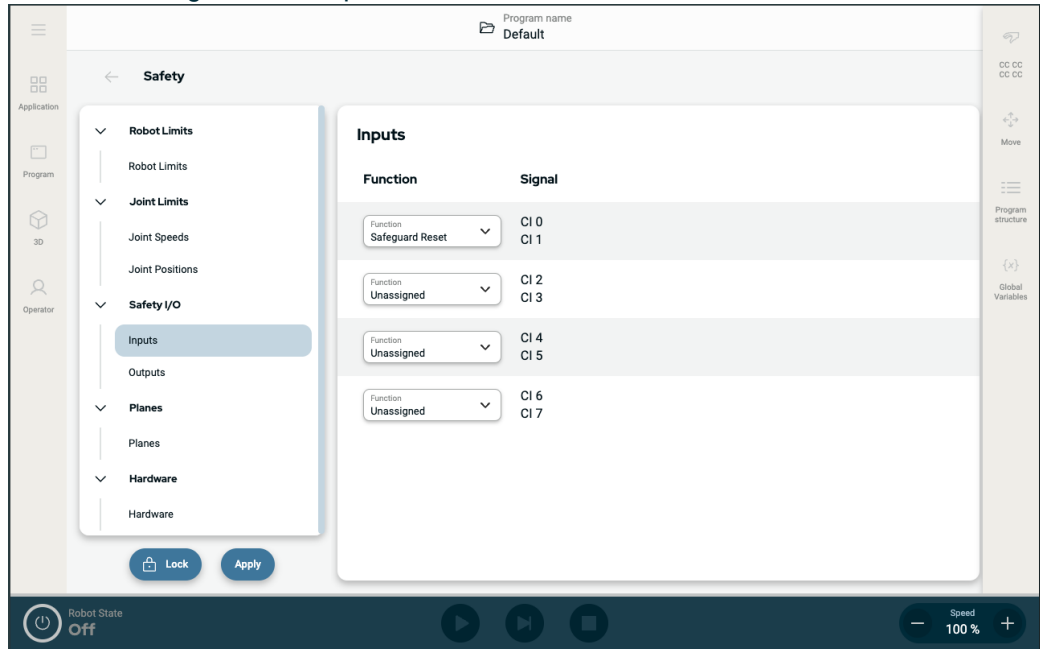 Program name
Default
Application
Program
3D
Operator
Safety
Robot Limits
Robot Limits
Joint Limits
Joint Speeds
Joint Positions
Safety I/O
Inputs
Outputs
Planes
Planes
Hardware
Hardware
Lock
Apply
Inputs
Function Signal
Function
Safeguard Reset
CI 0
CI 1
Function
Unassigned
CI 2
CI 3
Function
Unassigned
CI 4
CI 5
Function
Unassigned
CI 6
CI 7
CC CC
CC CC
Move
Program
structure
{x}
Global
Variables
Robot State
Off
Speed
100 %